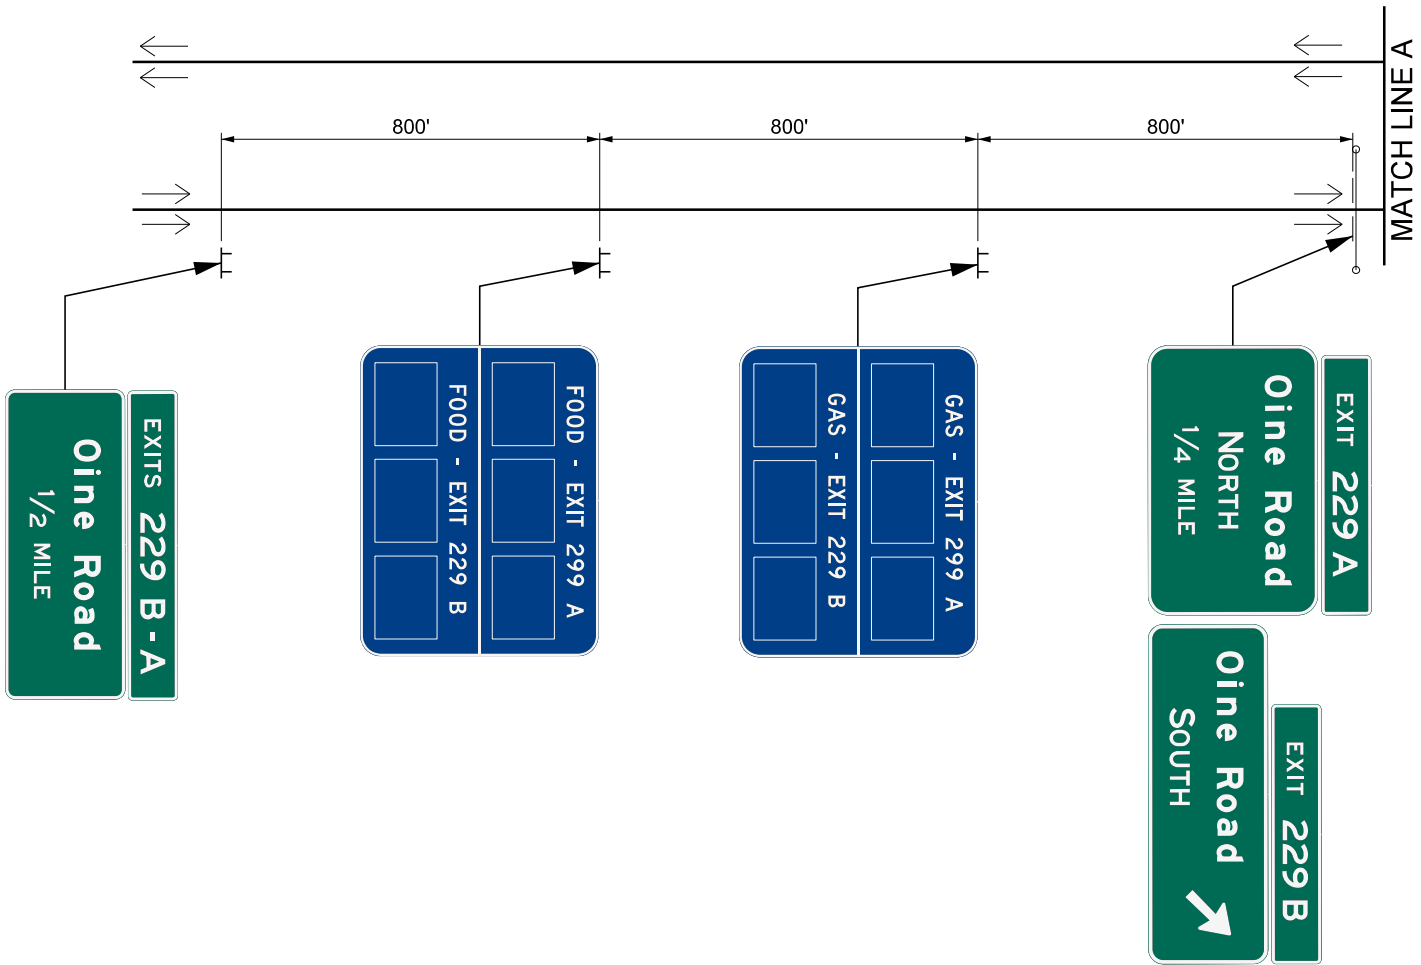 800'
800'
800'
MATCH LINE A
EXITS 229 B - A
Oine Road
1/2 MILE
FOOD - EXIT 299 A
FOOD - EXIT 229 B
GAS - EXIT 299 A
GAS - EXIT 229 B
EXIT 229 A
Oine Road
NORTH
1/4 MILE
EXIT 229 B
Oine Road
SOUTH